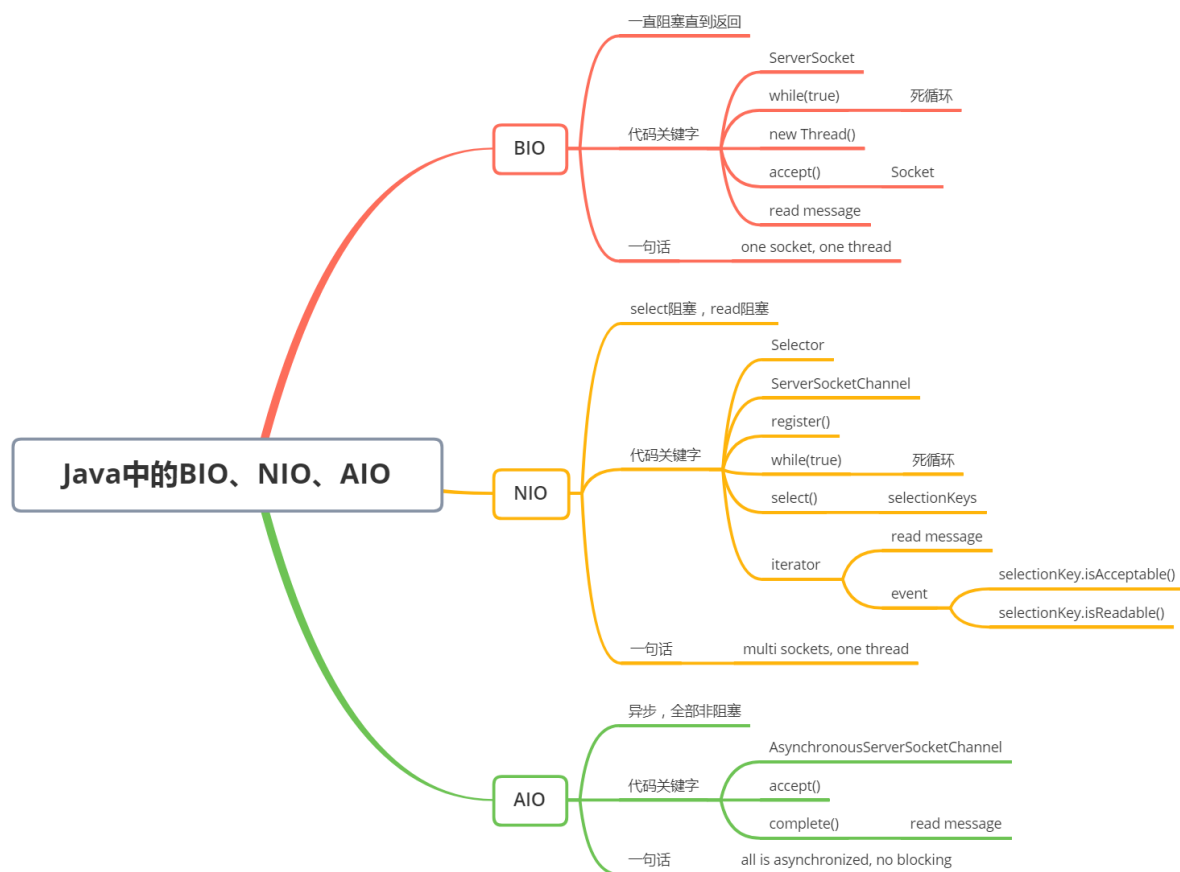 Java中的BIO、NIO、AIO
BIO
一直阻塞直到返回
代码关键字
ServerSocket
while(true)
死循环
new Thread()
accept()
Socket
read message
一句话
one socket, one thread
NIO
select阻塞，read阻塞
代码关键字
Selector
ServerSocketChannel
register()
while(true)
死循环
select()
selectionKeys
iterator
read message
event
selectionKey.isAcceptable()
selectionKey.isReadable()
一句话
multi sockets, one thread
AIO
异步，全部非阻塞
代码关键字
AsynchronousServerSocketChannel
accept()
complete()
read message
一句话
all is asynchronized, no blocking